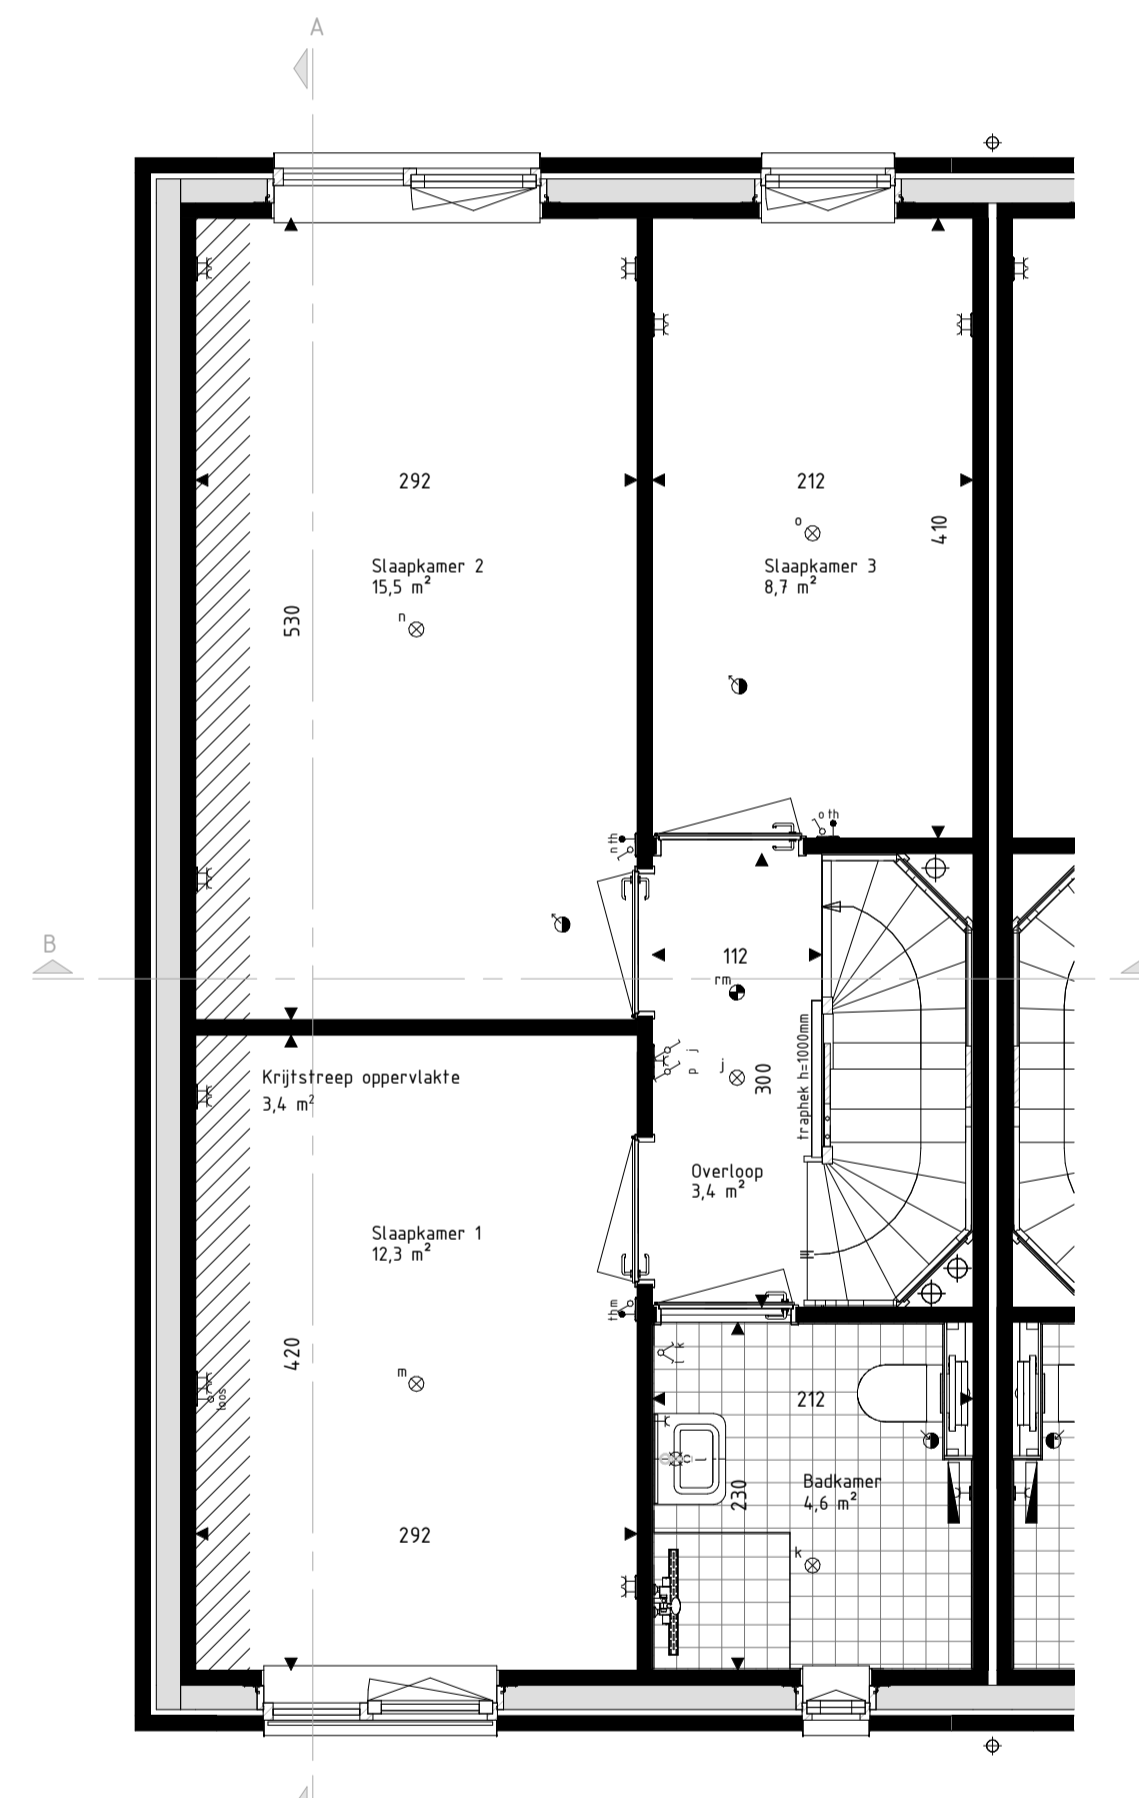 A
292
212
o
410
Slaapkamer 2
15,5 m²
Slaapkamer 3
8,7 m²
n
530
o th
n th
B
112
rm
j
p
j
300
traphek h=1000mm
Krijtstreep oppervlakte
3,4 m²
Overloop
3,4 m²
Slaapkamer 1
12,3 m²
th m
420
m
l k
loos
212
l
Badkamer
4,6 m²
230
292
k